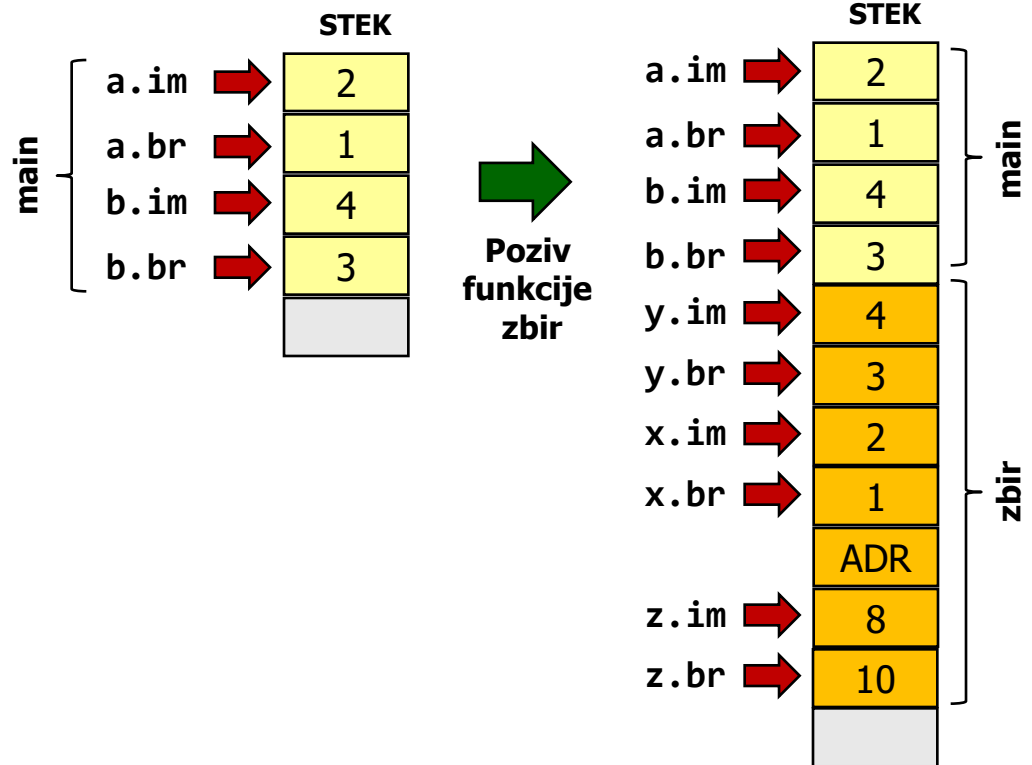 STEK
main
a.im 2
a.br 1
b.im 4
b.br 3
Poziv
funkcije
zbir
STEK
a.im 2
a.br 1
b.im 4
b.br 3
main
y.im 4
y.br 3
x.im 2
x.br 1
ADR
z.im 8
z.br 10
zbir